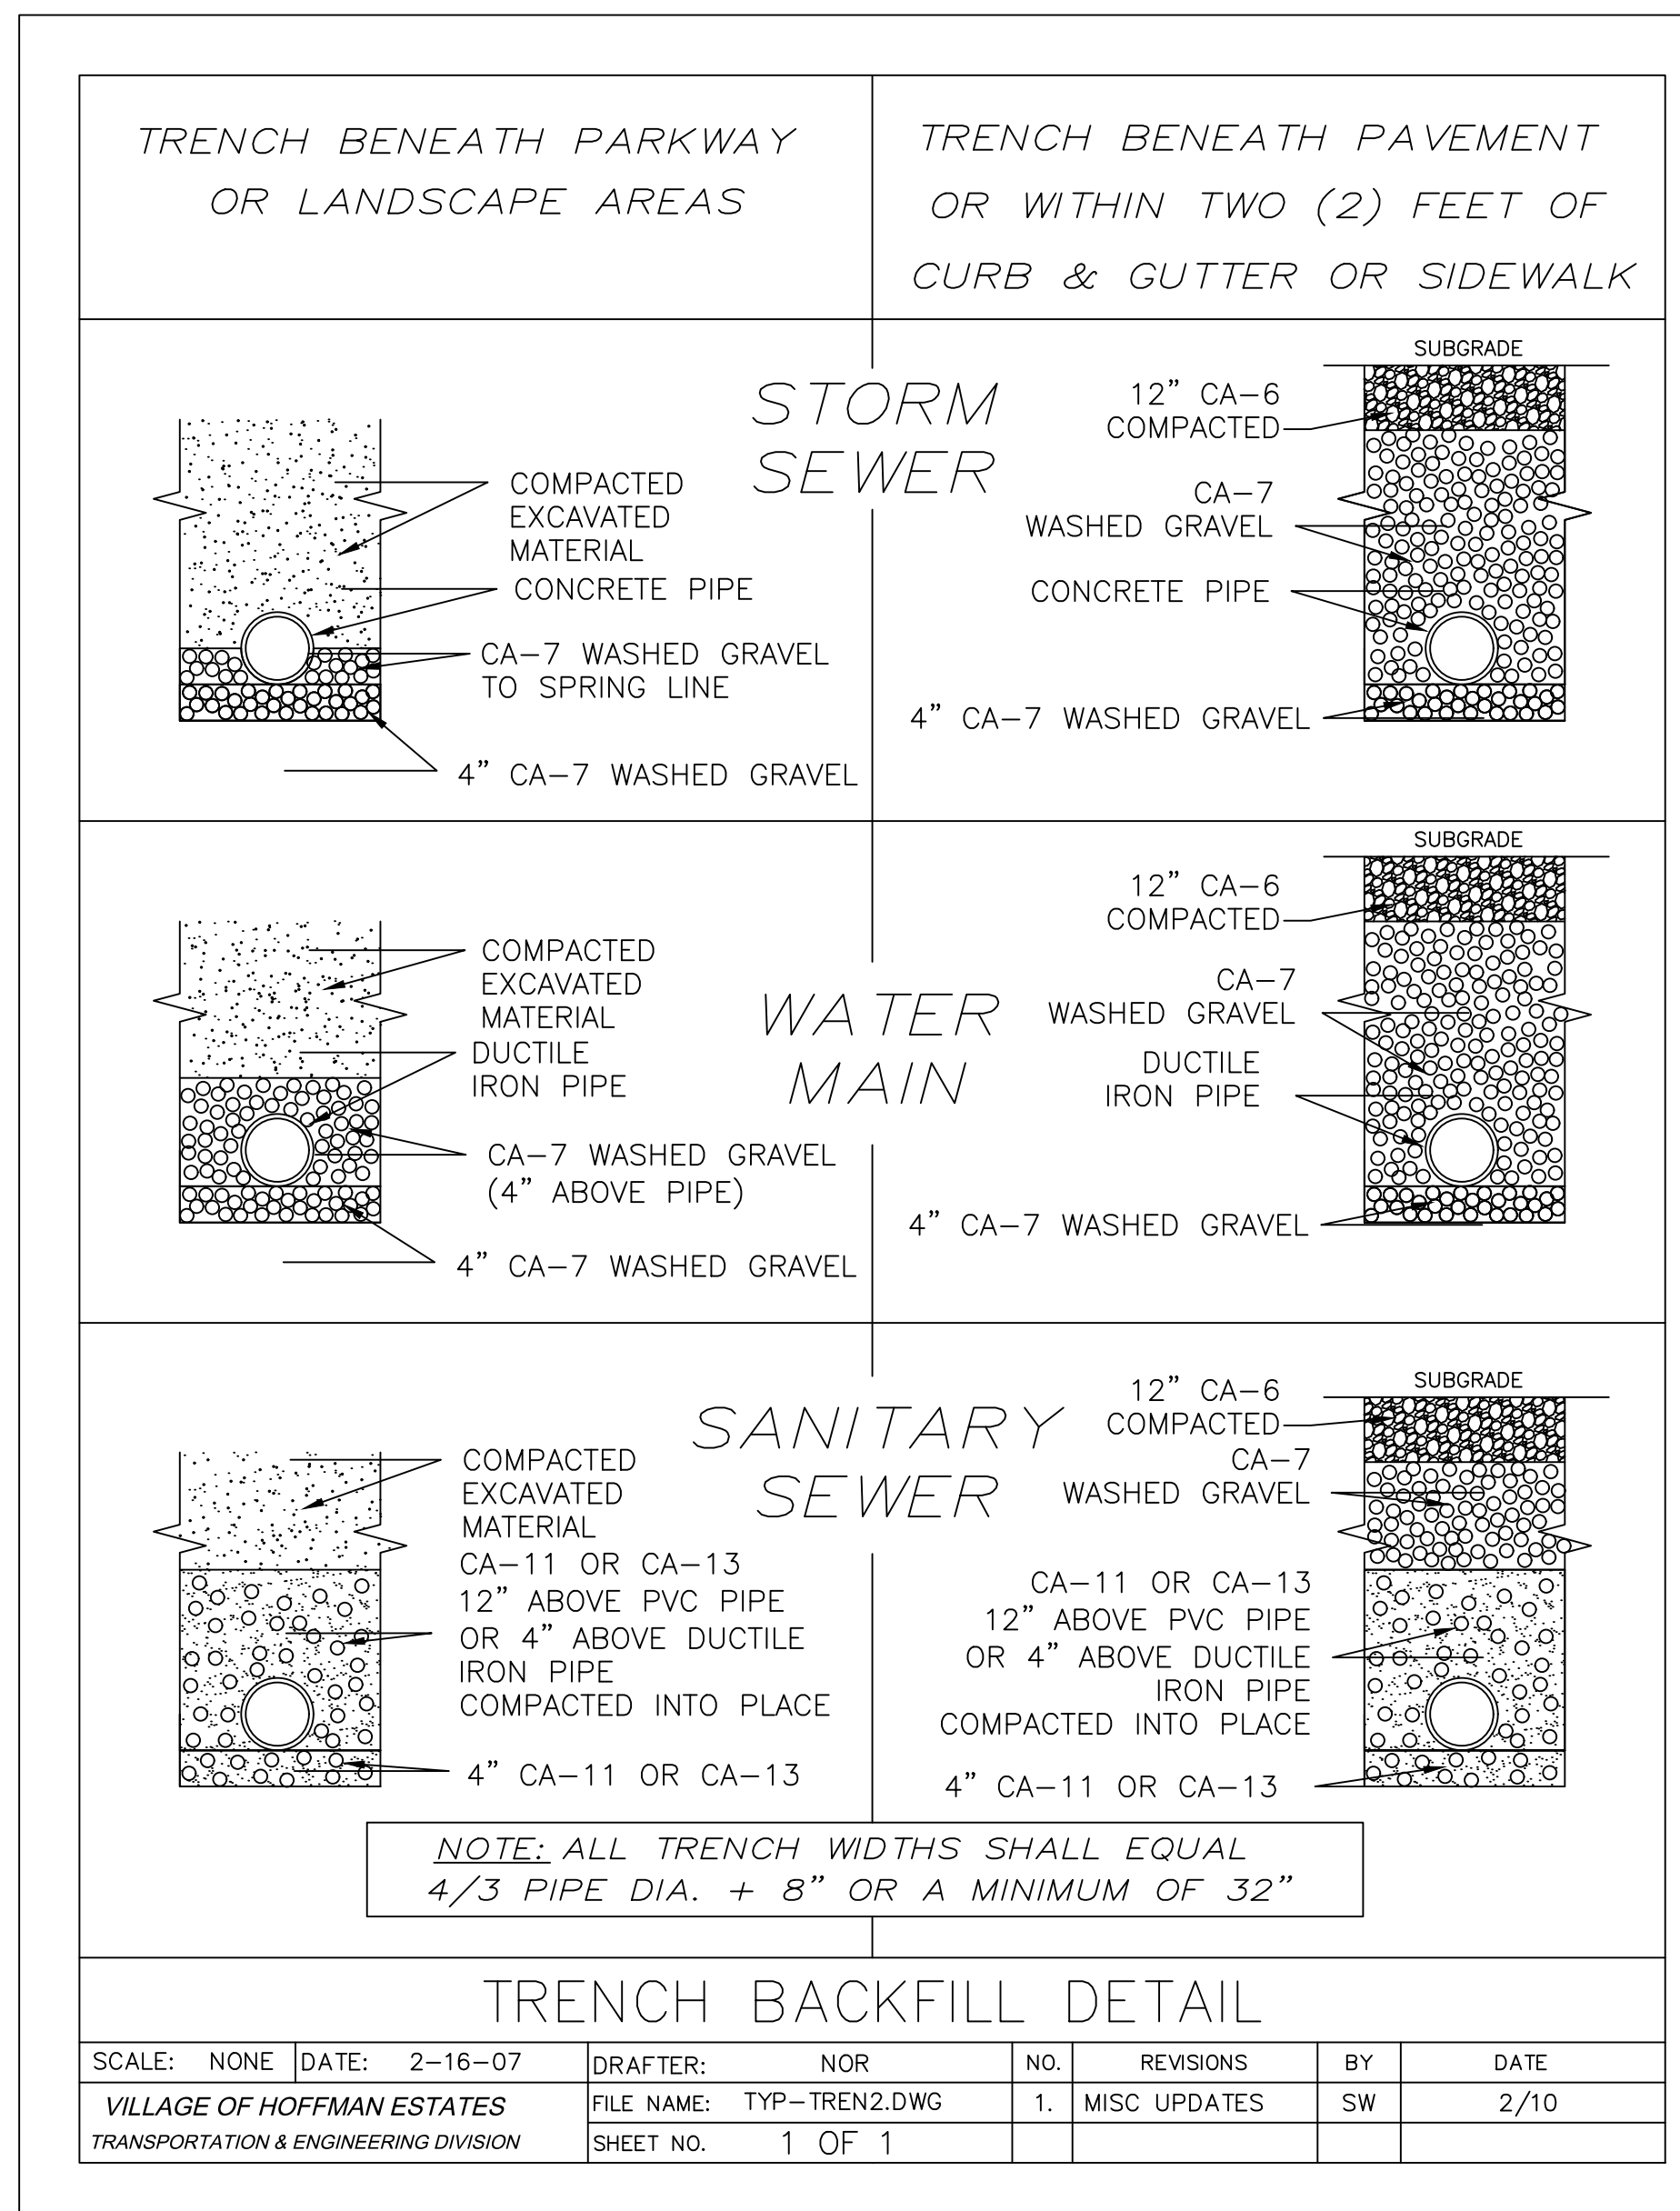 TRENCH BENEATH PARKWAY
OR LANDSCAPE AREAS
TRENCH BENEATH PAVEMENT
OR WITHIN TWO (2) FEET OF
CURB & GUTTER OR SIDEWALK
STORM
SEWER
COMPACTED
EXCAVATED
MATERIAL
CONCRETE PIPE
CA-7 WASHED GRAVEL
TO SPRING LINE
4" CA-7 WASHED GRAVEL
SUBGRADE
12" CA-6
COMPACTED
CA-7
WASHED GRAVEL
CONCRETE PIPE
4" CA-7 WASHED GRAVEL
WATER
MAIN
COMPACTED
EXCAVATED
MATERIAL
DUCTILE
IRON PIPE
CA-7 WASHED GRAVEL
(4" ABOVE PIPE)
4" CA-7 WASHED GRAVEL
SUBGRADE
12" CA-6
COMPACTED
CA-7
WASHED GRAVEL
DUCTILE
IRON PIPE
4" CA-7 WASHED GRAVEL
SANITARY
SEWER
COMPACTED
EXCAVATED
MATERIAL
CA-11 OR CA-13
12" ABOVE PVC PIPE
OR 4" ABOVE DUCTILE
IRON PIPE
COMPACTED INTO PLACE
4" CA-11 OR CA-13
SUBGRADE
12" CA-6
COMPACTED
CA-7
WASHED GRAVEL
CA-11 OR CA-13
12" ABOVE PVC PIPE
OR 4" ABOVE DUCTILE
IRON PIPE
COMPACTED INTO PLACE
4" CA-11 OR CA-13
NOTE: ALL TRENCH WIDTHS SHALL EQUAL
4/3 PIPE DIA. + 8" OR A MINIMUM OF 32"
TRENCH BACKFILL DETAIL
SCALE: NONE DATE: 2-16-07
VILLAGE OF HOFFMAN ESTATES
TRANSPORTATION & ENGINEERING DIVISION
DRAFTER: NOR
FILE NAME: TYP-TREN2.DWG
SHEET NO. 1 OF 1
NO. REVISIONS BY DATE
1. MISC UPDATES SW 2/10